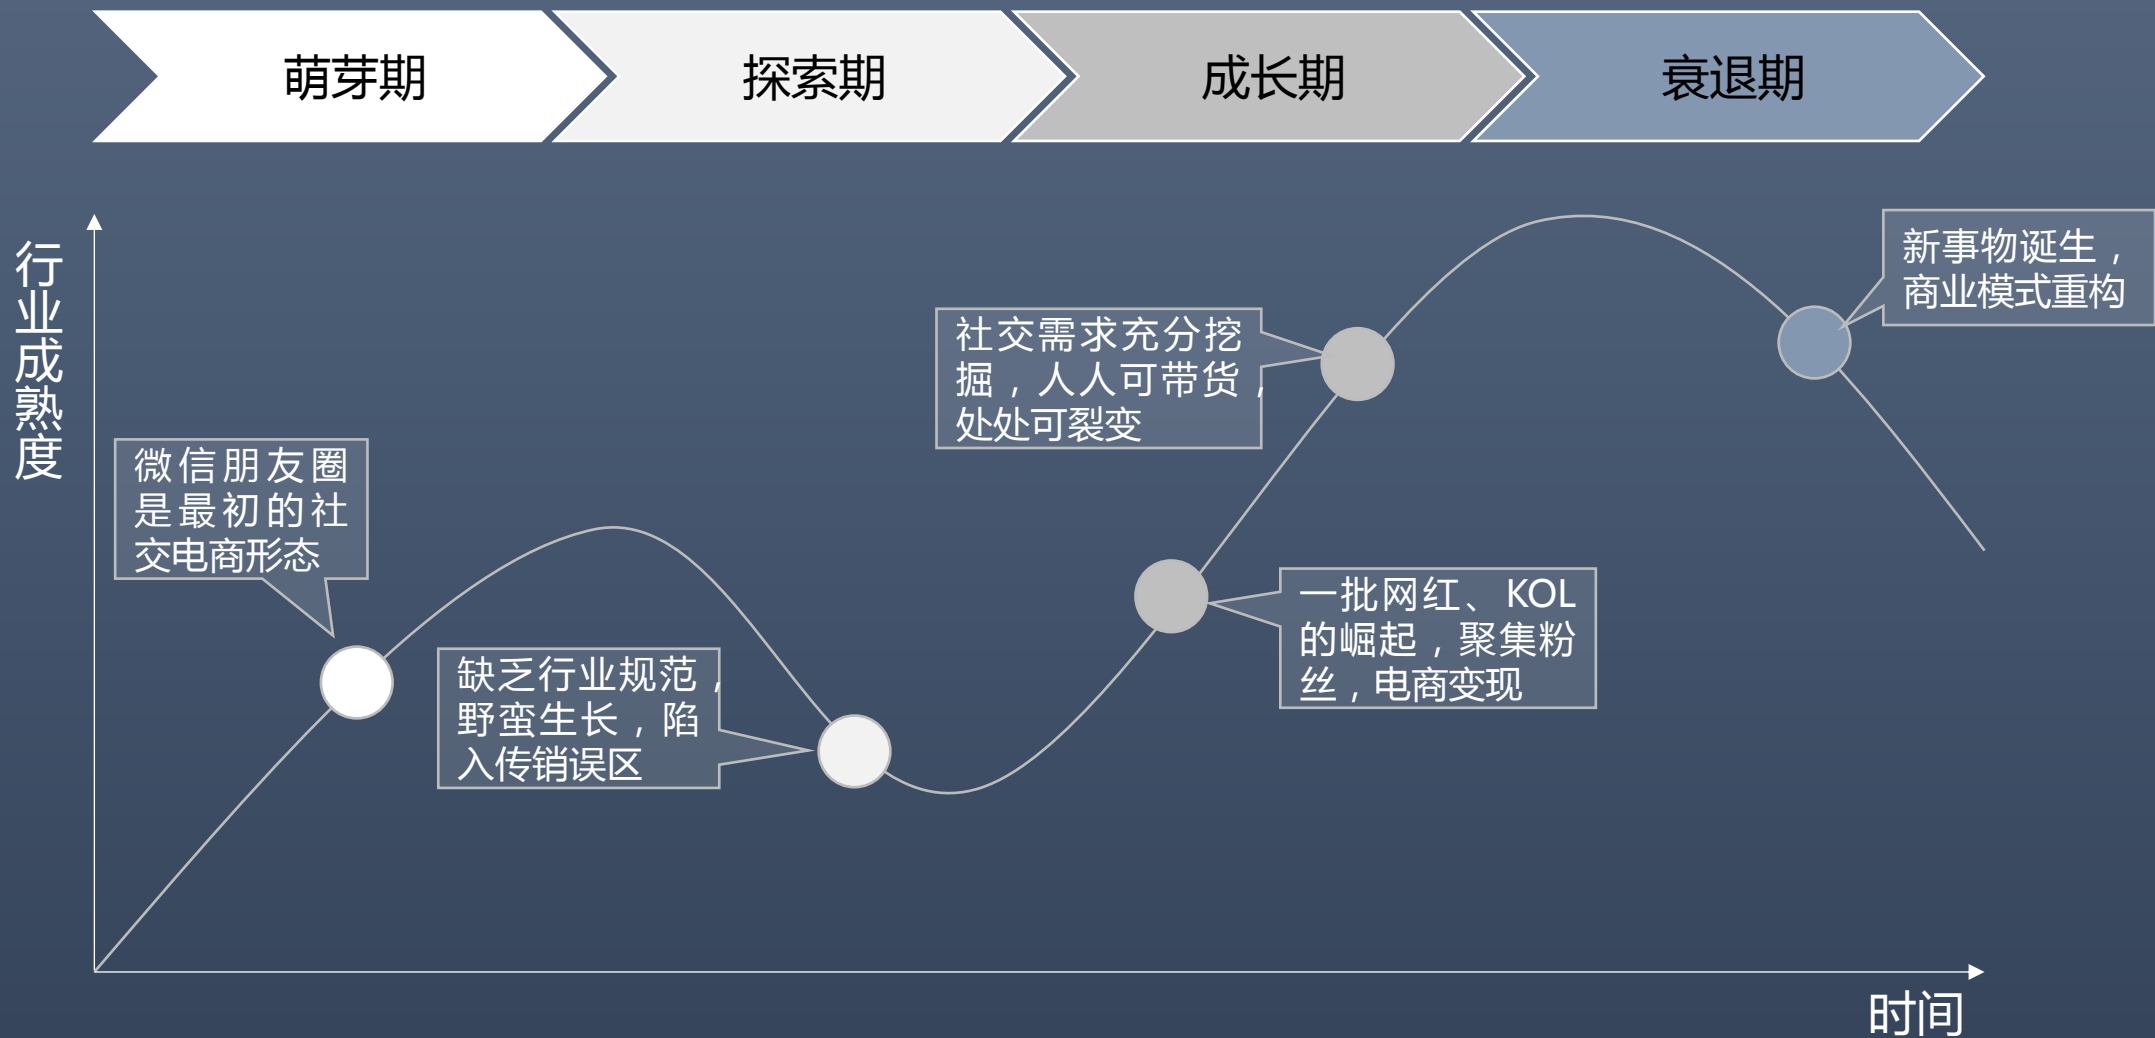 萌芽期
探索期
成长期
衰退期
行业成熟度
新事物诞生，
商业模式重构
社交需求充分挖
掘，人人可带货，
处处可裂变
微信朋友圈
是最初的社
交电商形态
一批网红、KOL
的崛起，聚集粉
丝，电商变现
缺乏行业规范，
野蛮生长，陷
入传销误区
时间